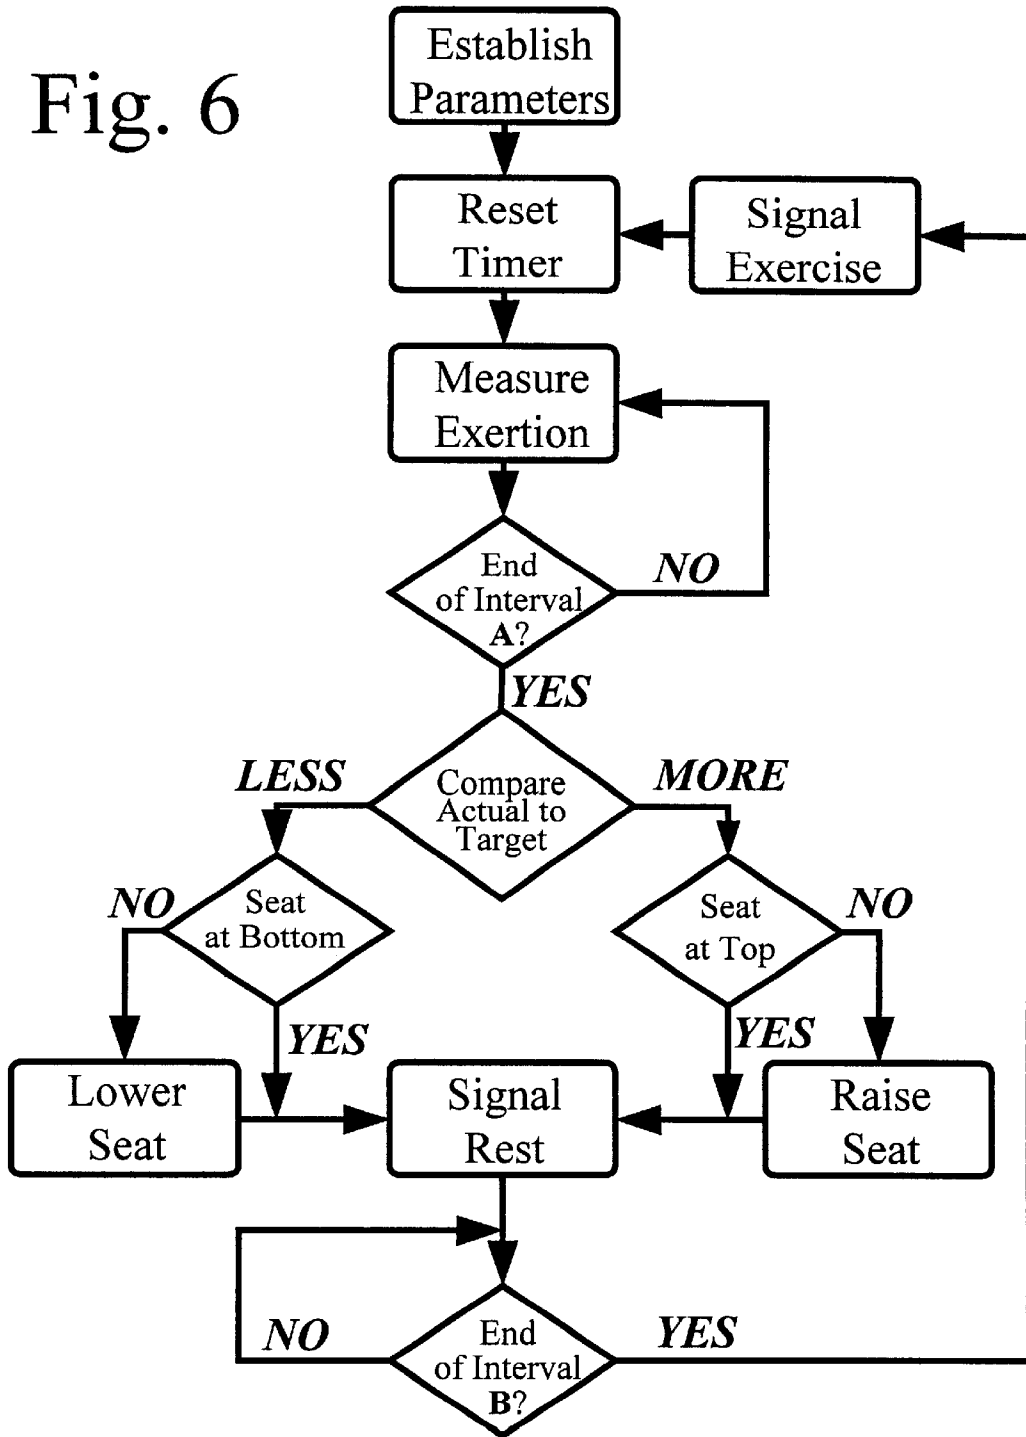 Fig. 6
Establish
Parameters
Reset
Timer
Signal
Exercise
Measure
Exertion
End
of Interval
A?
NO
YES
Compare
Actual to
Target
LESS
MORE
Seat
at Bottom
NO
YES
Seat
at Top
NO
YES
Lower
Seat
Signal
Rest
Raise
Seat
End
of Interval
B?
NO
YES